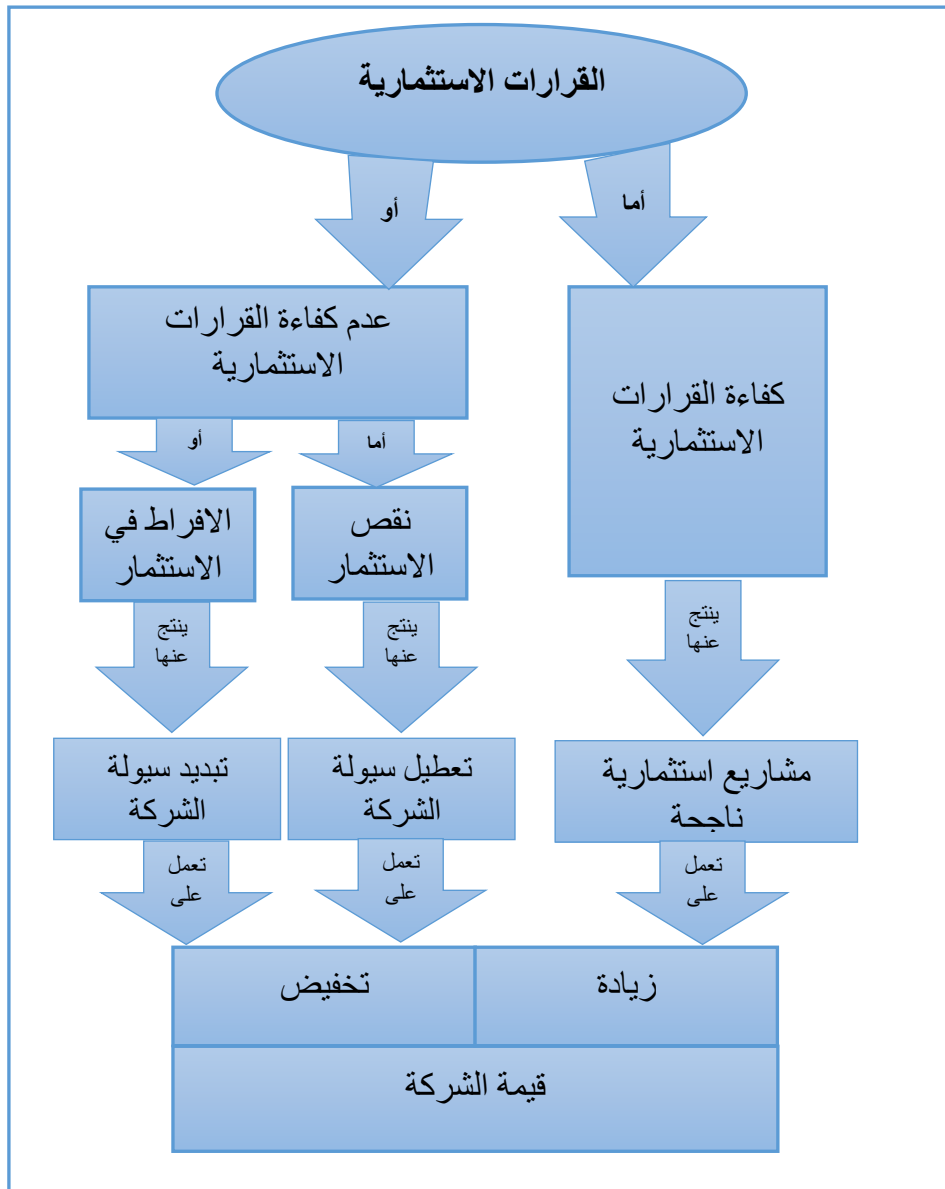 القرارات الاستثمارية
أما
أو
كفاءة القرارات
الاستثمارية
عدم كفاءة القرارات
الاستثمارية
أما
أو
نقص
الاستثمار
الافراط في
الاستثمار
ينتج
عنها
ينتج
عنها
ينتج
عنها
مشاريع استثمارية
ناجحة
تعطيل سيولة
الشركة
تبديد سيولة
الشركة
تعمل
على
تعمل
على
تعمل
على
زيادة
تخفيض
قيمة الشركة